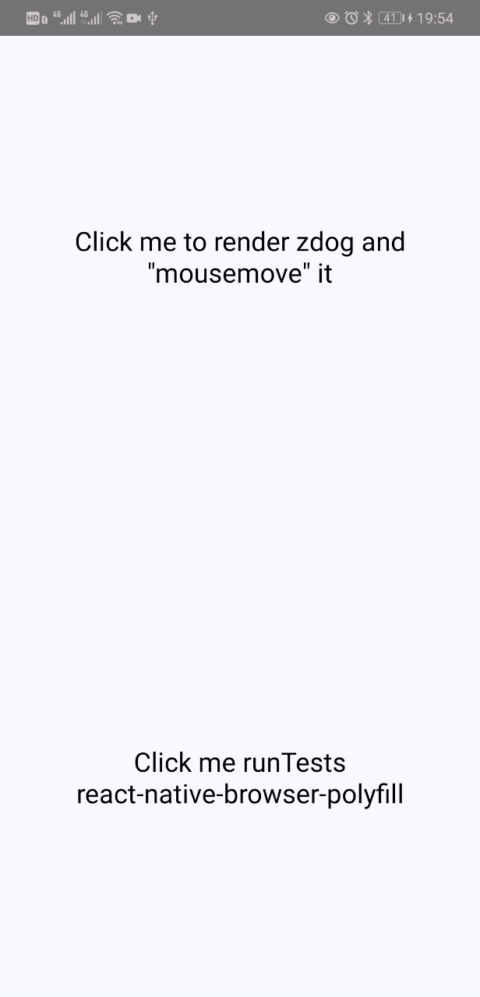 HD 4G 4G 41 19:54
Click me to render zdog and
"mousemove" it
Click me runTests
react-native-browser-polyfill